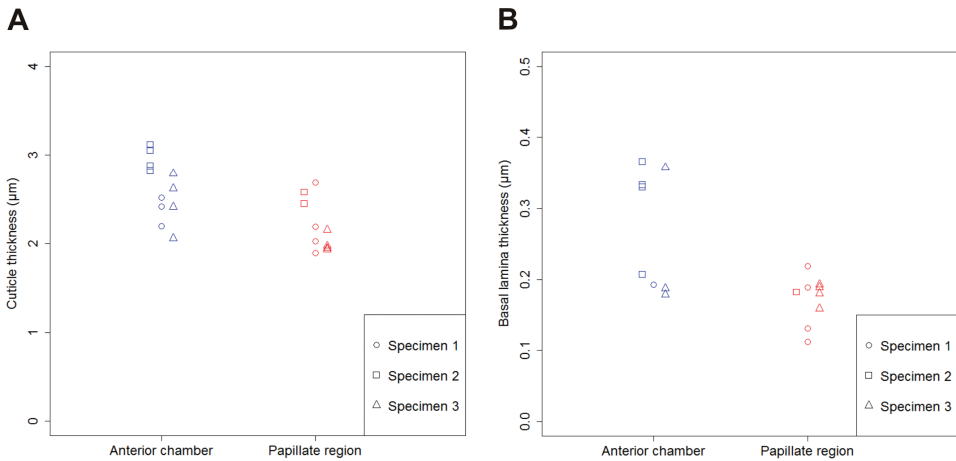 A
Cuticle thickness (µm)
4
3
2
1
0
Anterior chamber
Papillate region
Specimen 1
Specimen 2
Specimen 3
B
Basal lamina thickness (µm)
0.5
0.4
0.3
0.2
0.1
0.0
Anterior chamber
Papillate region
Specimen 1
Specimen 2
Specimen 3